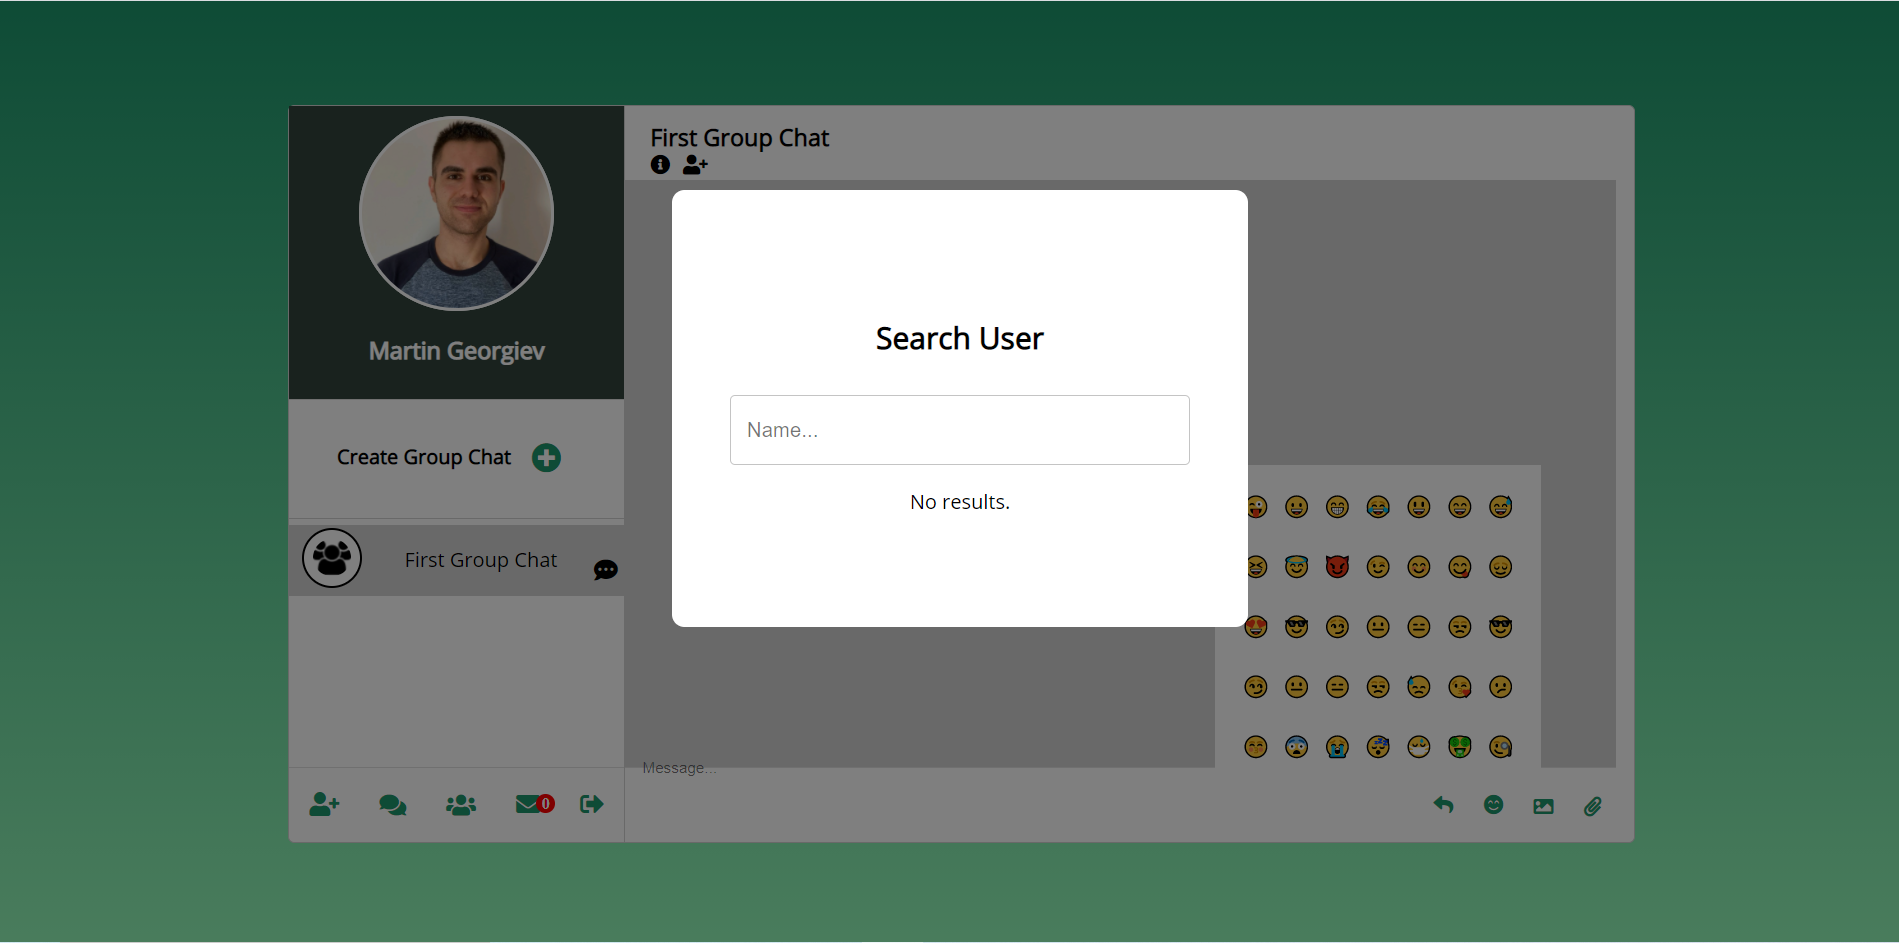 Martin Georgiev
Create Group Chat
First Group Chat
0
First Group Chat
Message...
Search User
Name...
No results.